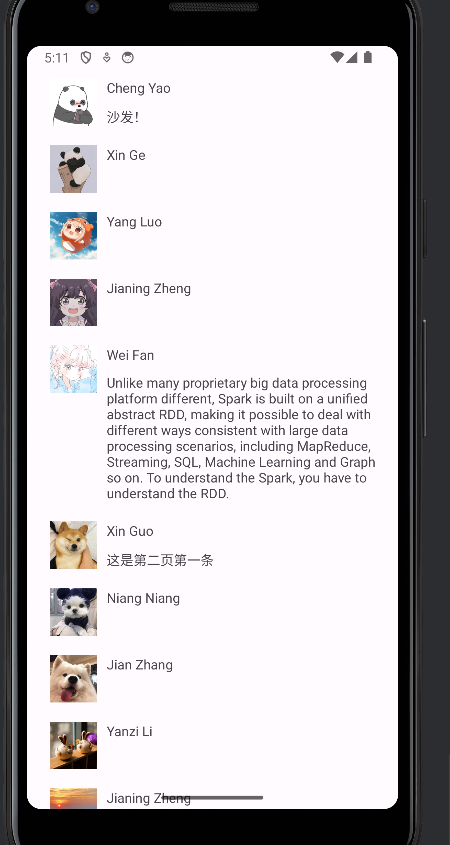 5:11
Cheng Yao
沙发！
Xin Ge
Yang Luo
Jianing Zheng
Wei Fan
Unlike many proprietary big data processing
platform different, Spark is built on a unified
abstract RDD, making it possible to deal with
different ways consistent with large data
processing scenarios, including MapReduce,
Streaming, SQL, Machine Learning and Graph
so on. To understand the Spark, you have to
understand the RDD.
Xin Guo
这是第二页第一条
Niang Niang
Jian Zhang
Yanzi Li
Jianing Zheng